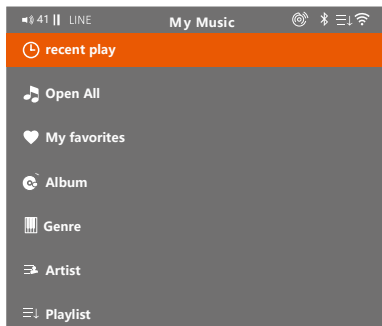 41 LINE My Music
recent play
Open All
My favorites
Album
Genre
Artist
Playlist